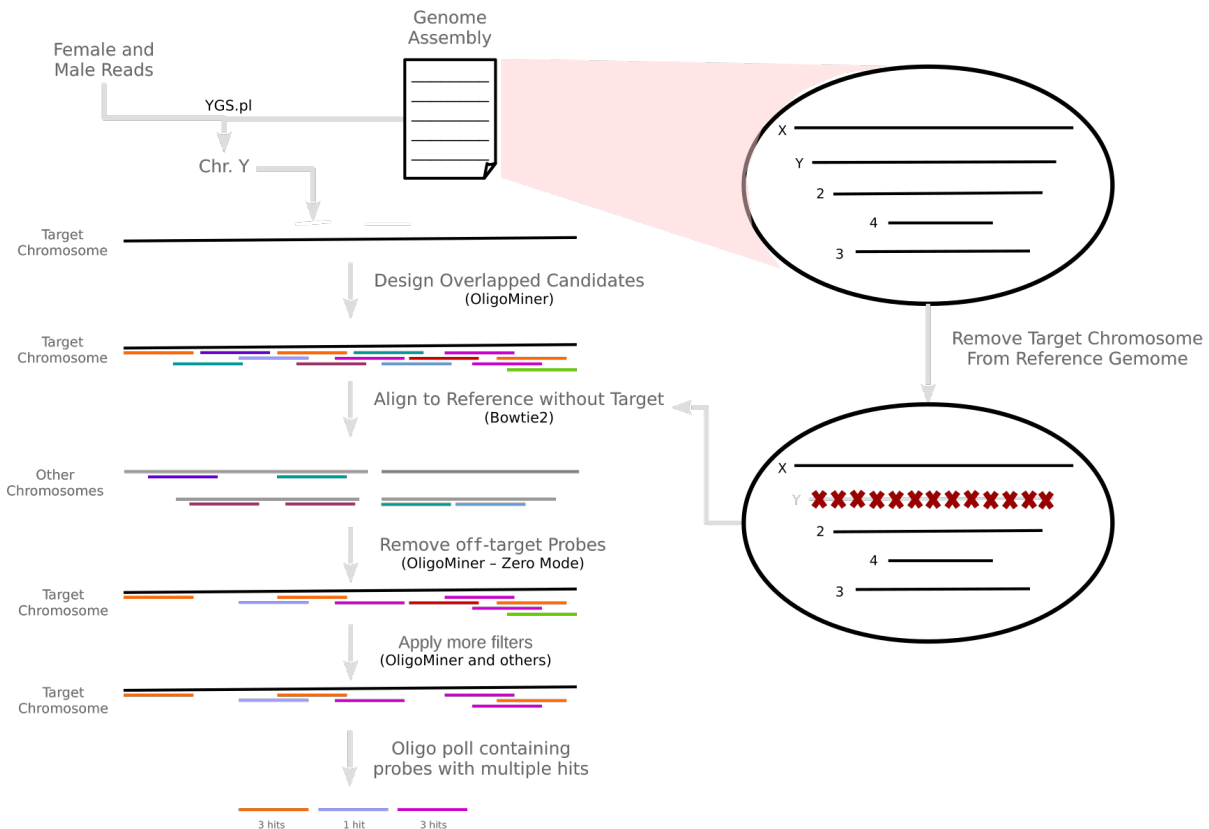 Genome
Assembly
Female and
Male Reads
YGS.pl
Chr. Y
X
Y
2
4
3
Target
Chromosome
Design Overlapped Candidates
(OligoMiner)
Remove Target Chromosome
From Reference Gemome
Target
Chromosome
Align to Reference without Target
(Bowtie2)
X
Y
2
4
3
Other
Chromosomes
Remove off-target Probes
(OligoMiner – Zero Mode)
Target
Chromosome
Apply more filters
(OligoMiner and others)
Target
Chromosome
Oligo poll containing
probes with multiple hits
3 hits
1 hit
3 hits